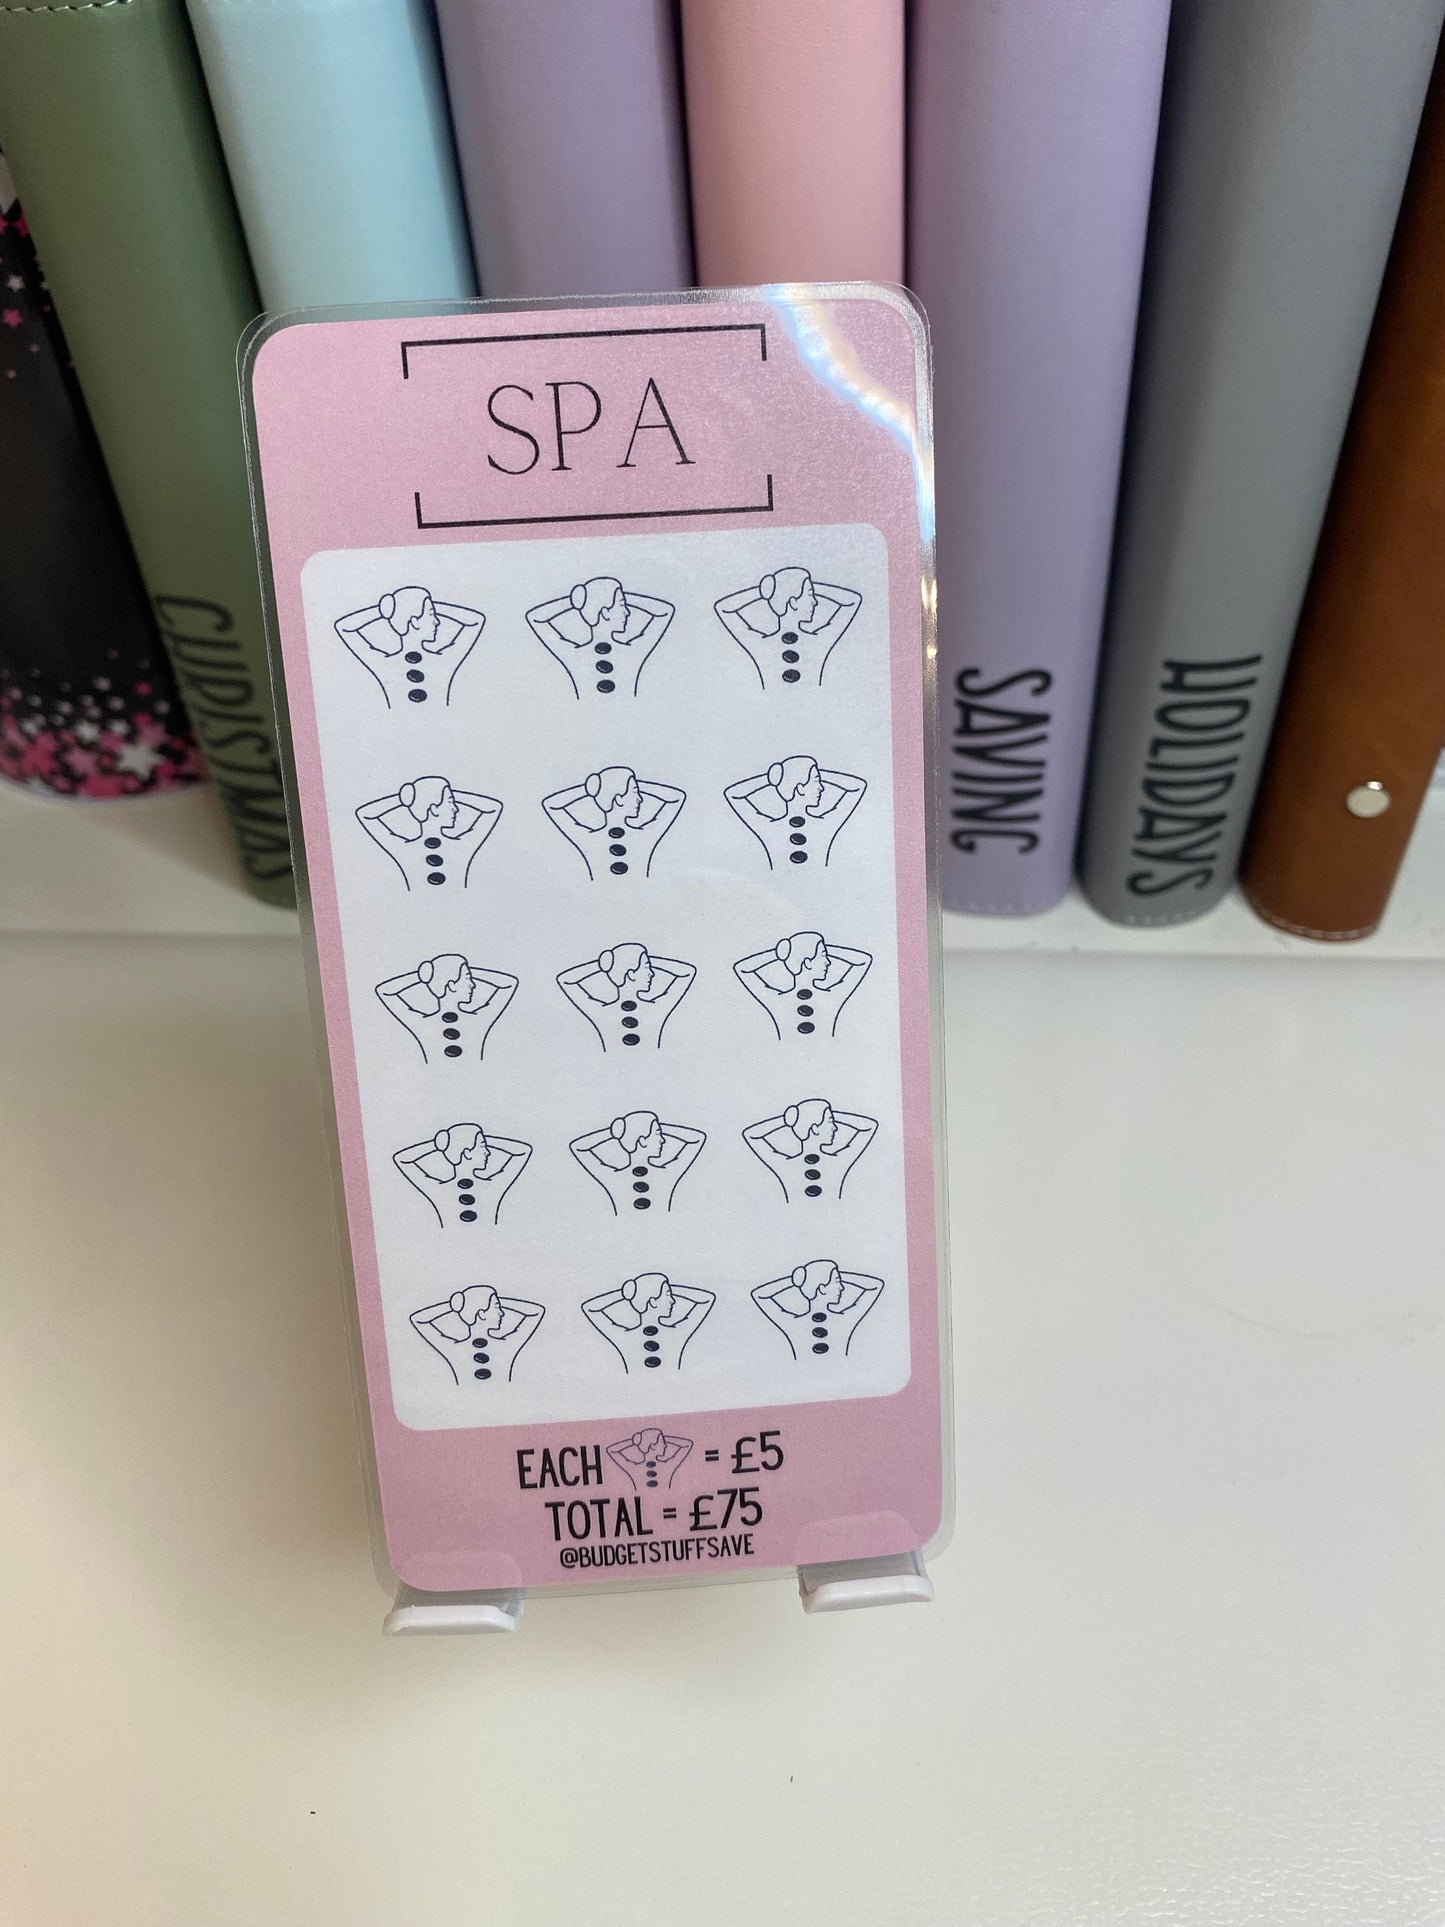 SPA
EACH = £5
TOTAL = £75
@BUDGETSTUFFSAVE
CHRISTMAS
SAVING
HOLIDAYS